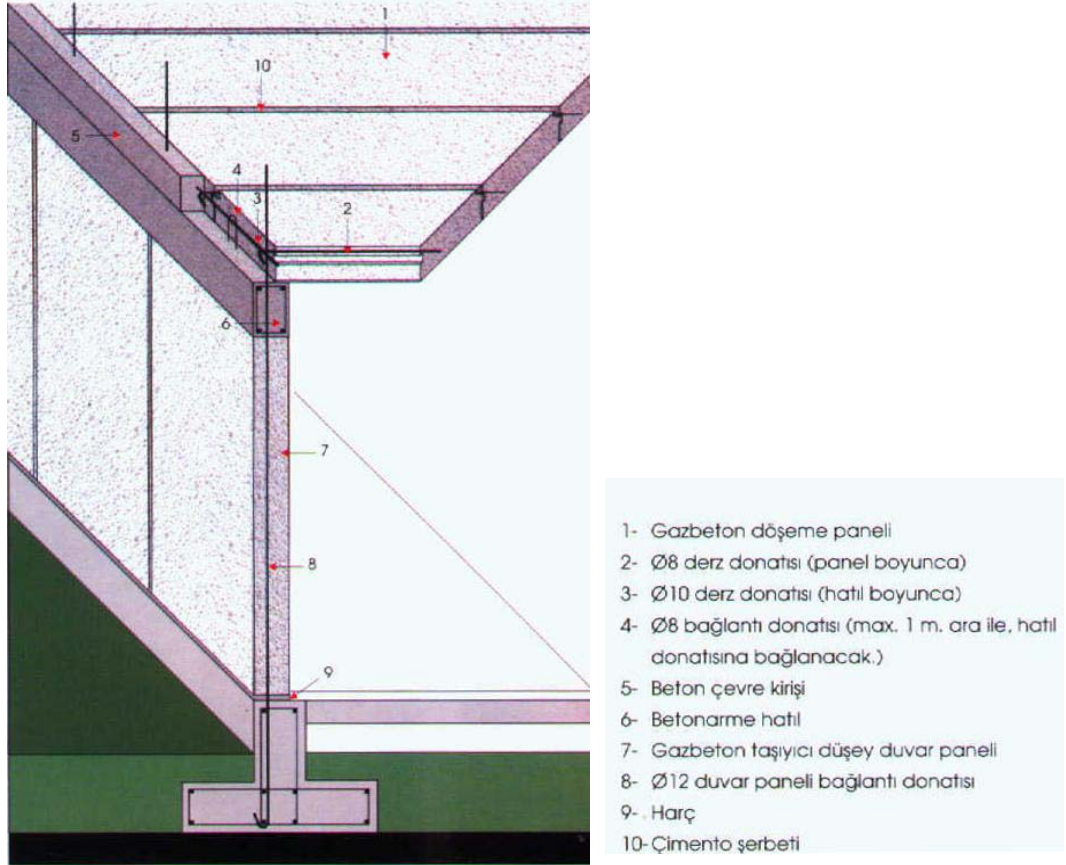 1
10
5
4
3
2
6
7
8
9
1- Gazbeton döşeme paneli
2- Ø8 derz donatısı (panel boyunca)
3- Ø10 derz donatısı (hatıl boyunca)
4- Ø8 bağlantı donatısı (max. 1 m. ara ile, hatıl
donatısına bağlanacak.)
5- Beton çevre kirişi
6- Betonarme hatıl
7- Gazbeton taşıyıcı düşey duvar paneli
8- Ø12 duvar paneli bağlantı donatısı
9- . Harç
10- Çimento şerbeti